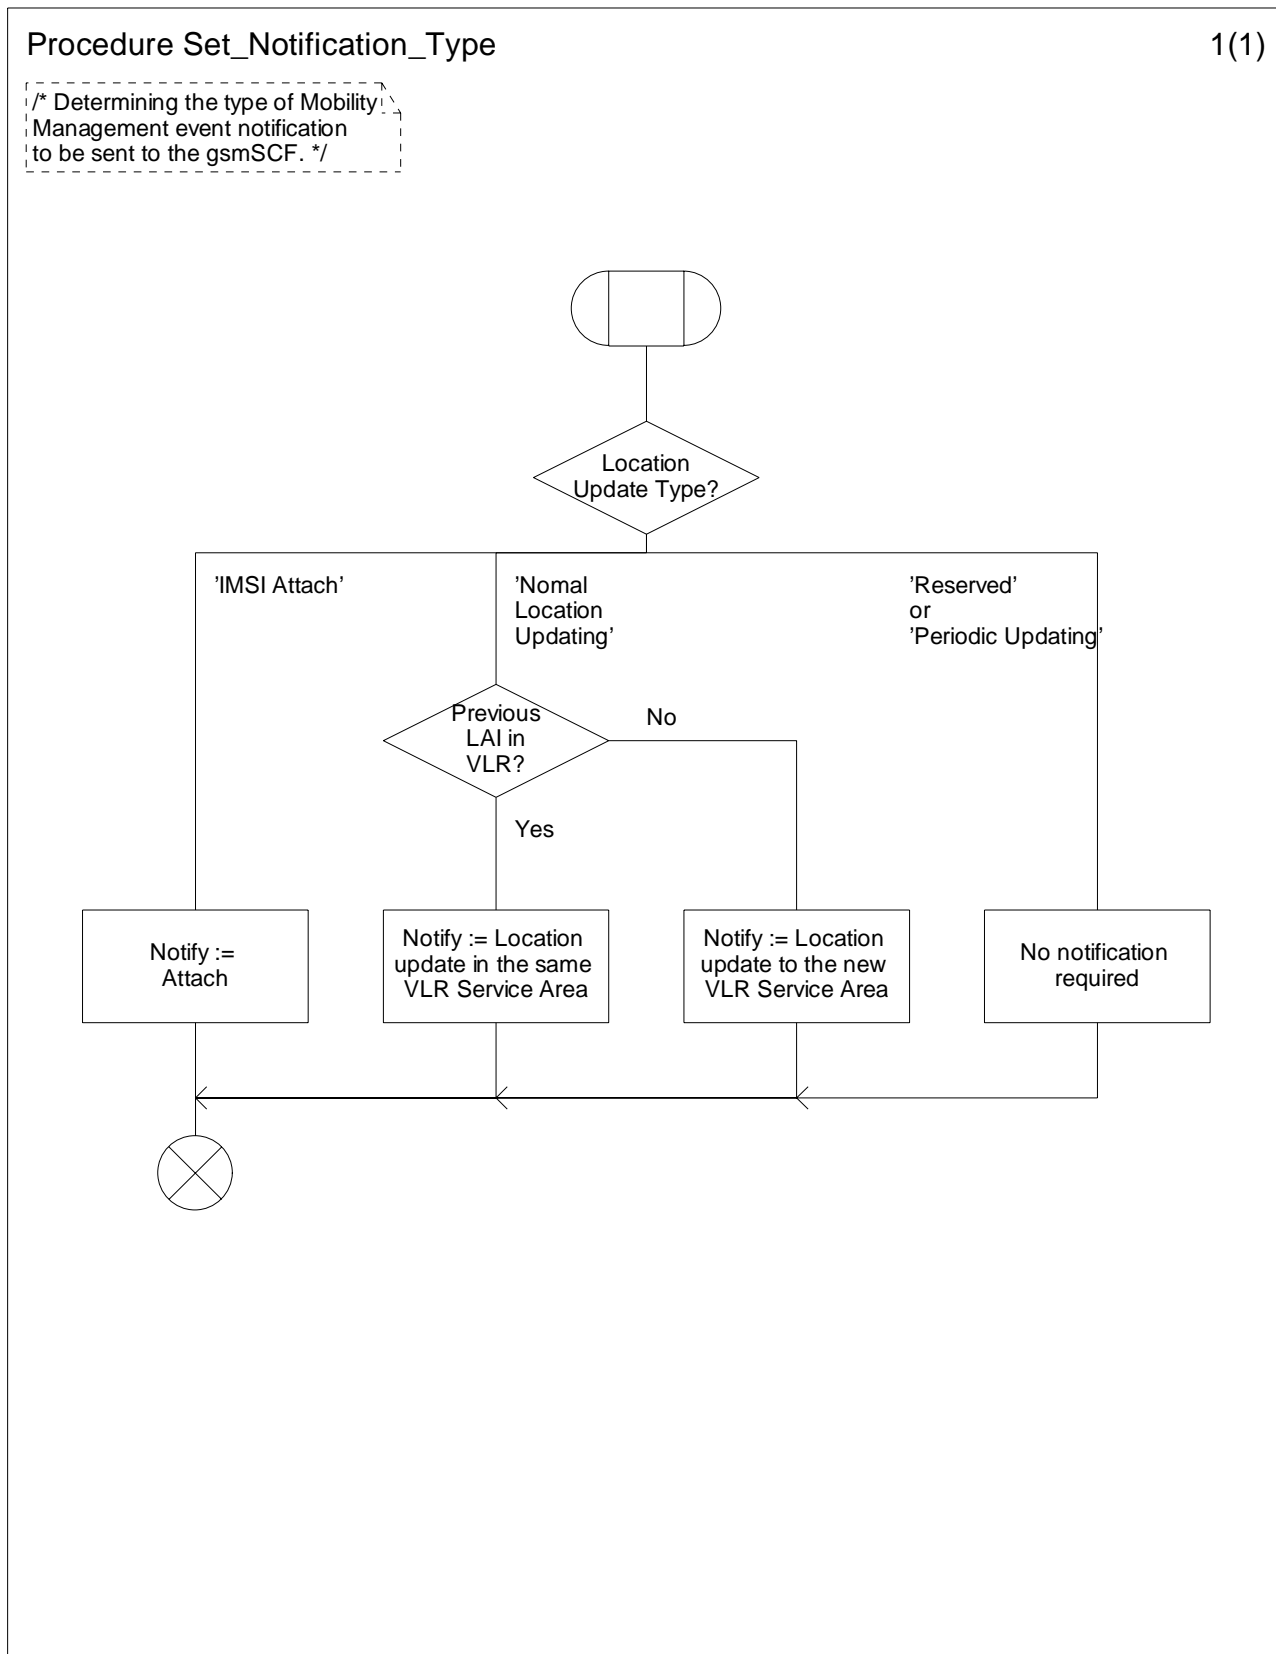 Procedure Set_Notification_Type
1(1)
/* Determining the type of Mobility
Management event notification
to be sent to the gsmSCF. */
Location
Update Type?
’IMSI Attach’
’Nomal
Location
Updating’
’Reserved’
or
’Periodic Updating’
Previous
LAI in
VLR?
No
Yes
Notify :=
Attach
Notify := Location
update in the same
VLR Service Area
Notify := Location
update to the new
VLR Service Area
No notification
required